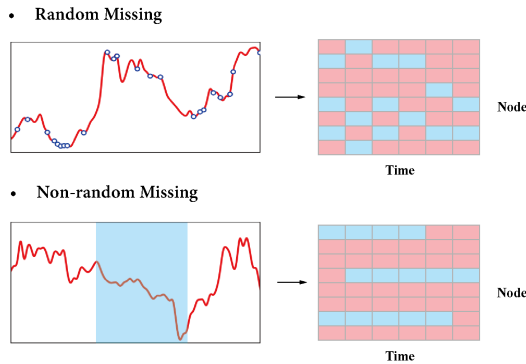 • Random Missing
Node
Time
• Non-random Missing
Node
Time